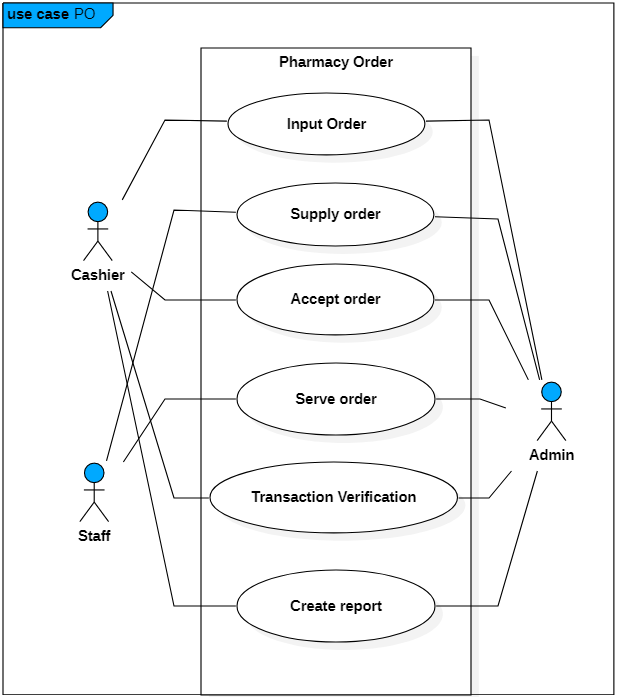 use case PO
Pharmacy Order
Input Order
Supply order
Cashier
Accept order
Serve order
Admin
Transaction Verification
Staff
Create report